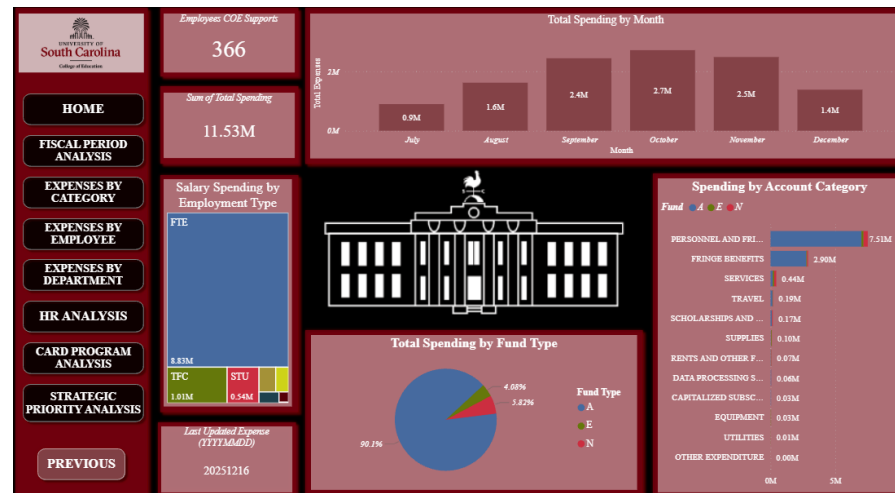 UNIVERSITY OF
South Carolina
College of Education
HOME
FISCAL PERIOD
ANALYSIS
EXPENSES BY
CATEGORY
EXPENSES BY
EMPLOYEE
EXPENSES BY
DEPARTMENT
HR ANALYSIS
CARD PROGRAM
ANALYSIS
STRATEGIC
PRIORITY ANALYSIS
PREVIOUS
Employees COE Supports
366
Sum of Total Spending
11.53M
Total Spending by Month
Total Expenses
2M
0M
0.9M
1.6M
2.4M
2.7M
2.5M
1.4M
July
August
September
October
November
December
Month
Salary Spending by
Employment Type
FTE
8.83M
TFC
1.01M
STU
0.54M
Last Updated Expense
(YYYYMMDD)
20251216
S C
Total Spending by Fund Type
4.08%
5.82%
90.1%
Fund Type
A
E
N
Spending by Account Category
Fund A E N
PERSONNEL AND FRI... 7.51M
FRINGE BENEFITS 2.90M
SERVICES 0.44M
TRAVEL 0.19M
SCHOLARSHIPS AND ... 0.17M
SUPPLIES 0.10M
RENTS AND OTHER F... 0.07M
DATA PROCESSING S... 0.06M
CAPITALIZED SUBSC... 0.03M
EQUIPMENT 0.03M
UTILITIES 0.01M
OTHER EXPENDITURE 0.00M
0M 5M